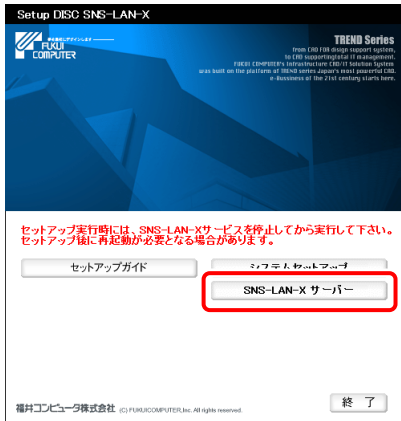 Setup DISC SNS-LAN-X
FUKUI
COMPUTER
TREND Series
from CAD FOR disign support system,
to CAD supportingtotal IT management.
FUKUI COMPUTER's Infrastructure CAD/IT Solution System
was built on the platform of TREND series Japan's most powerful CAD.
e-Bussiness of the 21st century starts here.
セットアップ実行時には、SNS-LAN-Xサービスを停止してから実行して下さい。
セットアップ後に再起動が必要となる場合があります。
セットアップガイド
システムセットアップ
SNS-LAN-X サーバー
終 了
福井コンピュータ株式会社 (C) FUKUICOMPUTER,Inc. All rights reserved.